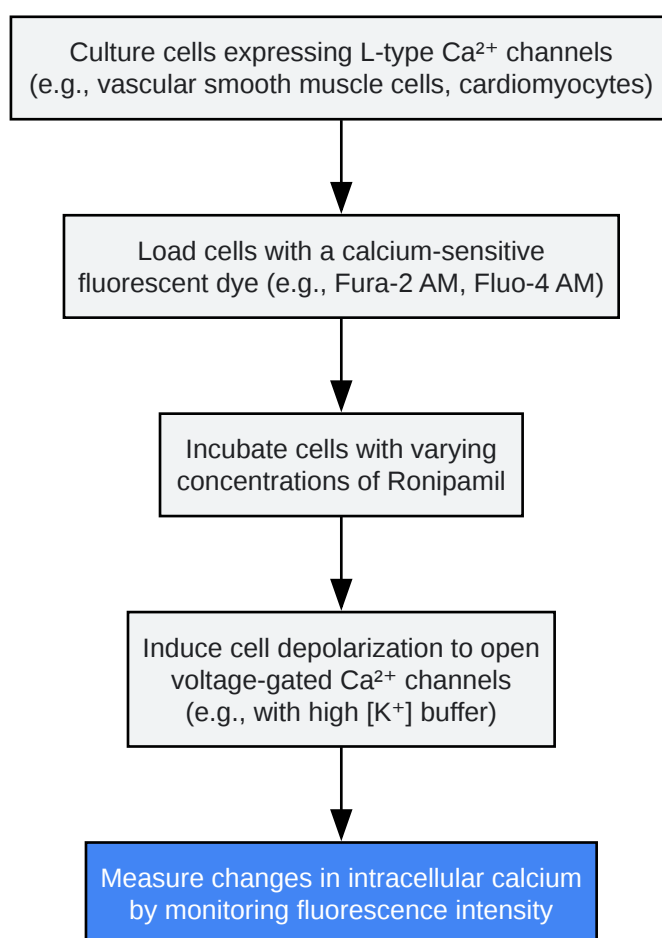 Culture cells expressing L-type Ca²⁺ channels
(e.g., vascular smooth muscle cells, cardiomyocytes)
Load cells with a calcium-sensitive
fluorescent dye (e.g., Fura-2 AM, Fluo-4 AM)
Incubate cells with varying
concentrations of Ronipamil
Induce cell depolarization to open
voltage-gated Ca²⁺ channels
(e.g., with high [K⁺] buffer)
Measure changes in intracellular calcium
by monitoring fluorescence intensity